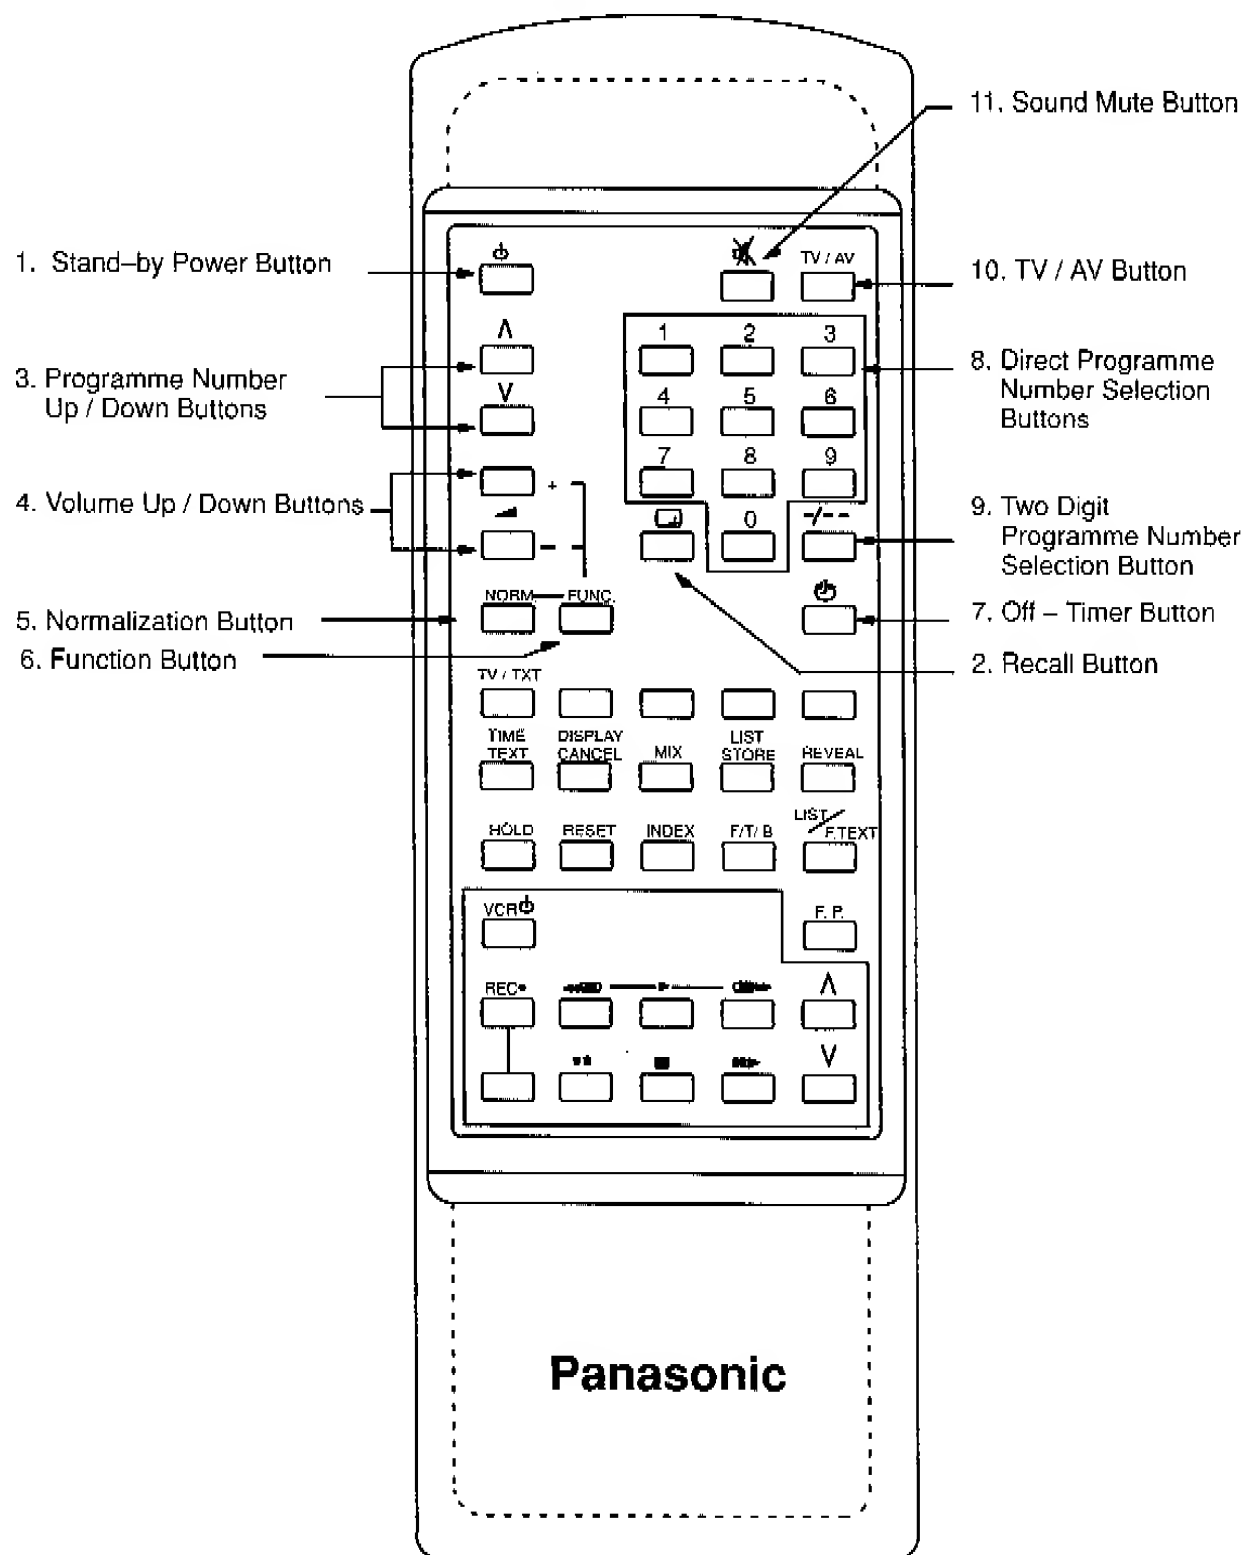 11. Sound Mute Button
1. Stand–by Power Button
TV / AV
10. TV / AV Button
3. Programme Number
Up / Down Buttons
1 2 3
4 5 6
7 8 9
0
8. Direct Programme
Number Selection
Buttons
4. Volume Up / Down Buttons
+
–
-/--
9. Two Digit
Programme Number
Selection Button
5. Normalization Button
NORM. FUNC.
7. Off – Timer Button
6. Function Button
2. Recall Button
TV / TXT
TIME
TEXT
DISPLAY
CANCEL
MIX
LIST
STORE
REVEAL
HOLD
RESET
INDEX
F/T/B
LIST
F.TEXT
VCR
F. P.
REC
Panasonic